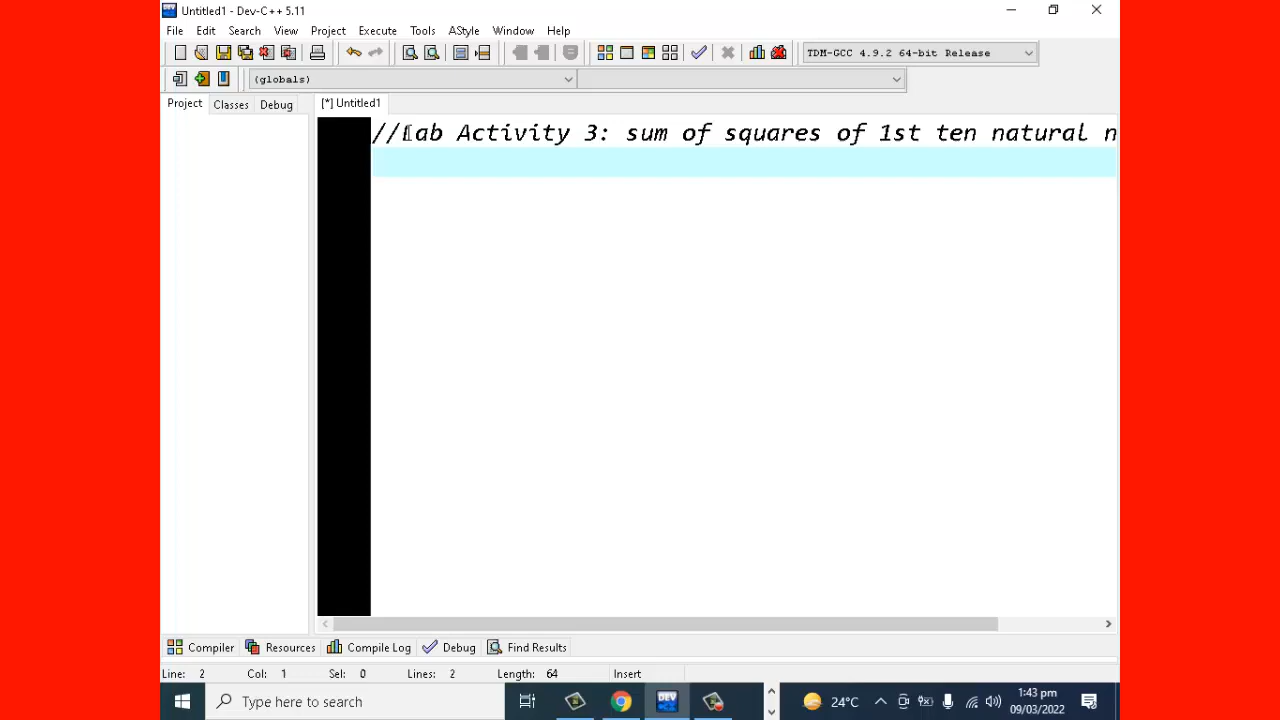 Untitled1 - Dev-C++ 5.11
File Edit Search View Project Execute Tools AStyle Window Help
TDM-GCC 4.9.2 64-bit Release
(globals)
Project Classes Debug [*] Untitled1
//Lab Activity 3: sum of squares of 1st ten natural n
Compiler Resources Compile Log Debug Find Results
Line: 2 Col: 1 Sel: 0 Lines: 2 Length: 64 Insert
Type here to search
DEV
24°C
1:43 pm
09/03/2022